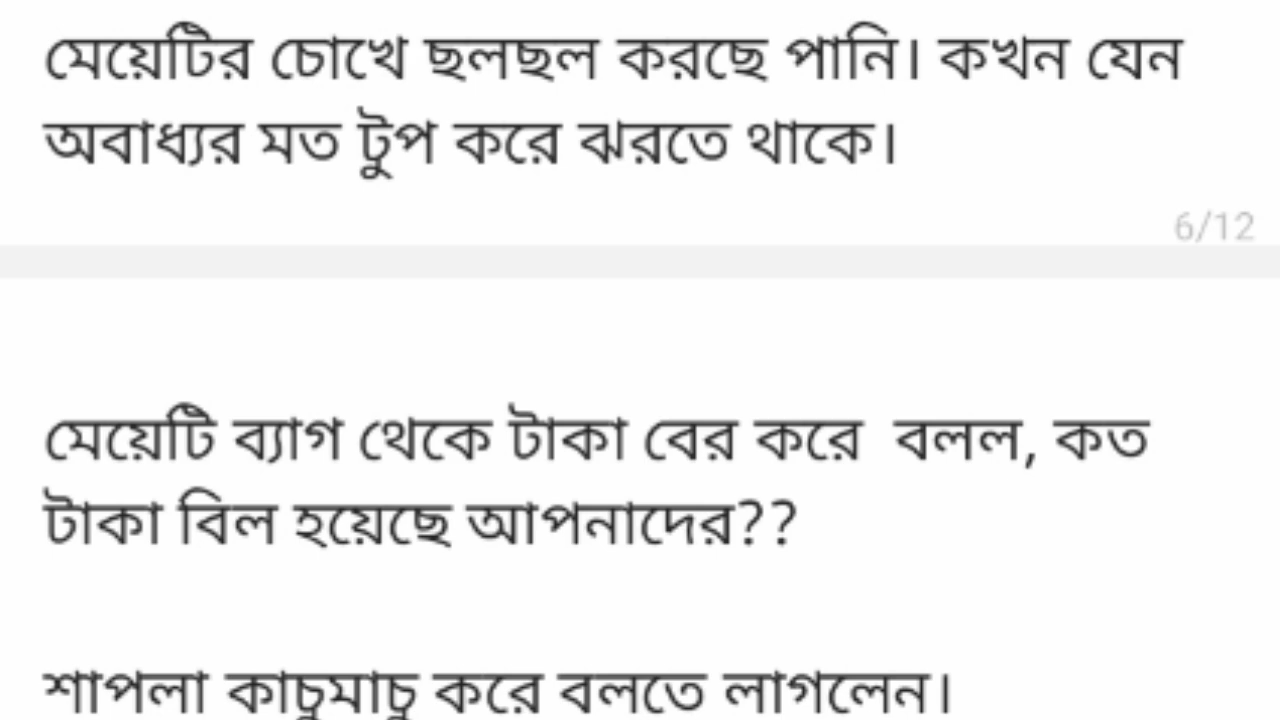 মেয়েটির চোখে ছলছল করছে পানি। কখন যেন
অবাধ্যর মত টুপ করে ঝরতে থাকে।
6/12
মেয়েটি ব্যাগ থেকে টাকা বের করে  বলল, কত
টাকা বিল হয়েছে আপনাদের??
শাপলা কাচুমাচু করে বলতে লাগলেন।